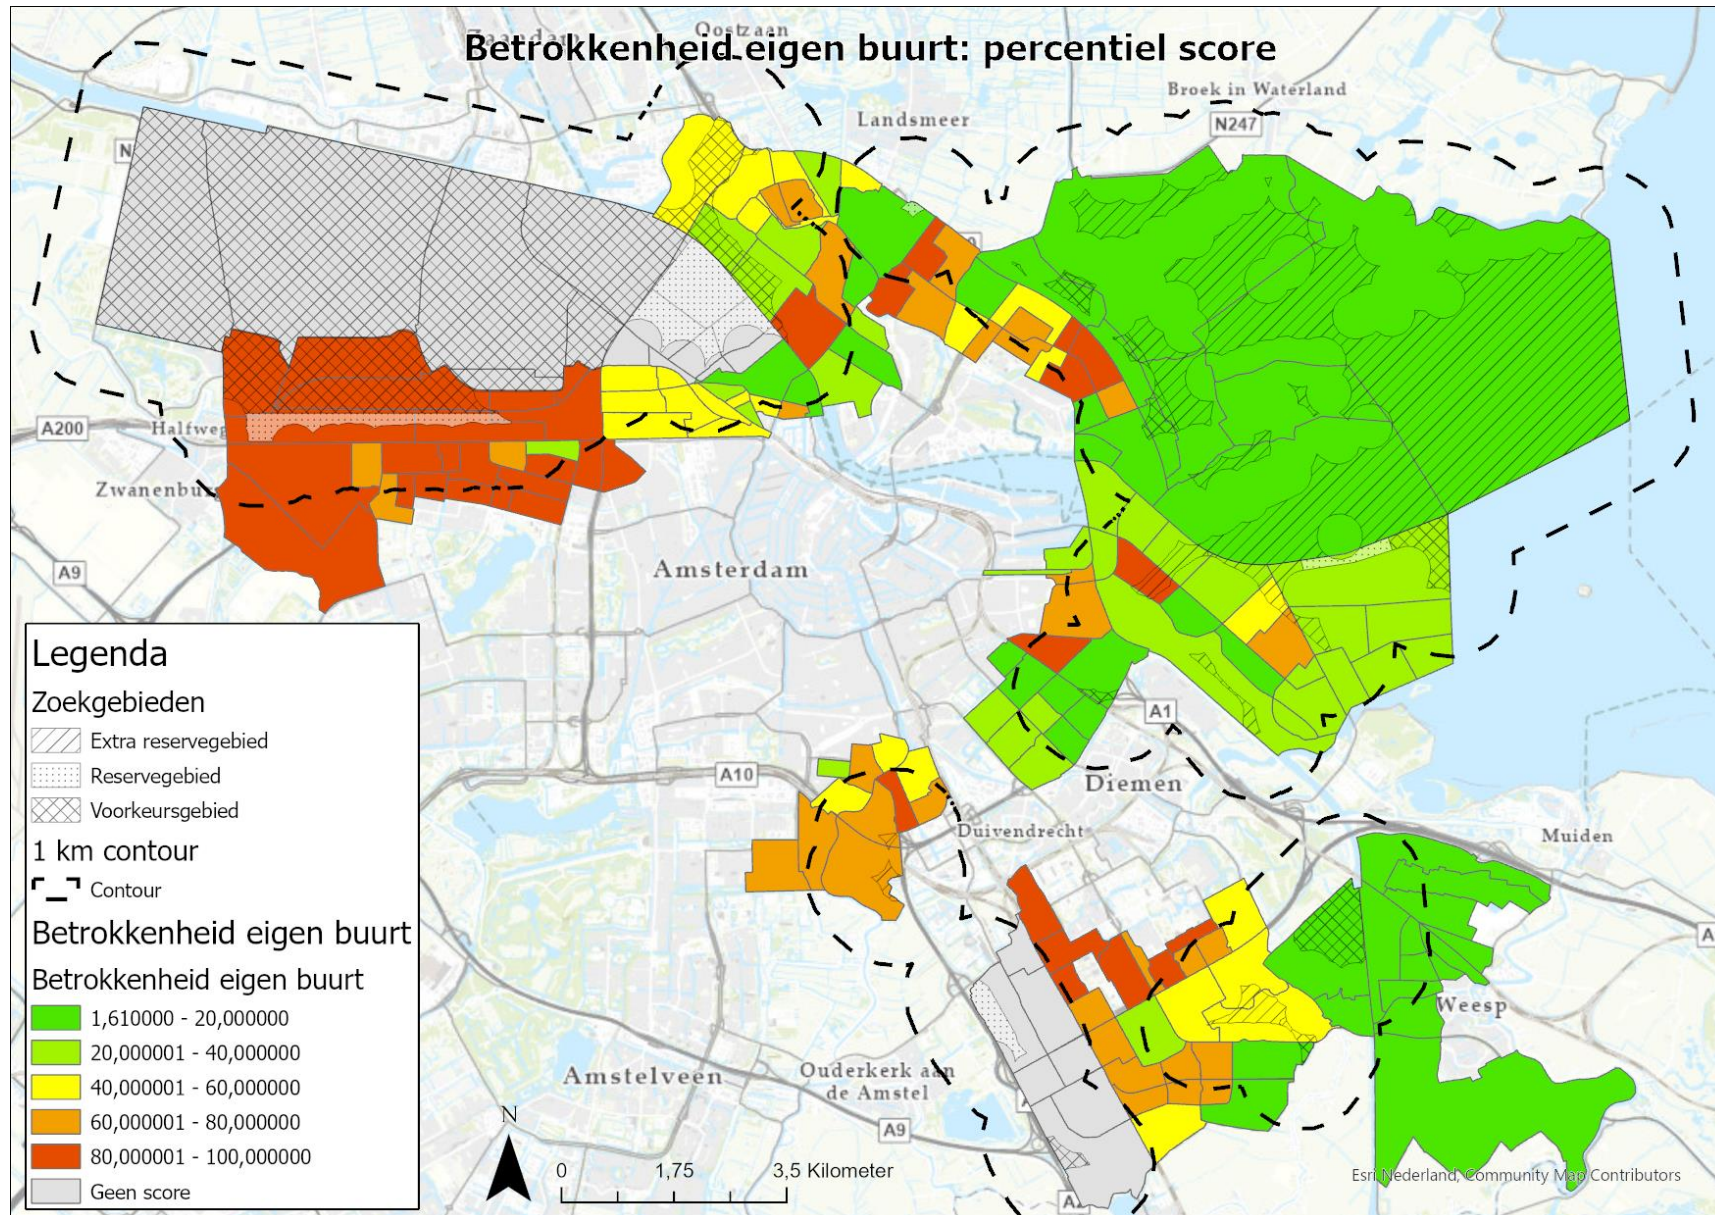 Zaandam
Oostzaan
Betrokkenheid eigen buurt: percentiel score
Broek in Waterland
Landsmeer
N247
N
A200
Halfweg
Zwanenburg
A9
Amsterdam
A1
A10
Diemen
Duivendrecht
Muiden
A
Weesp
Amstelveen
Ouderkerk aan
de Amstel
A9
Legenda
Zoekgebieden
Extra reservegebied
Reservegebied
Voorkeursgebied
1 km contour
Contour
Betrokkenheid eigen buurt
Betrokkenheid eigen buurt
1,610000 - 20,000000
20,000001 - 40,000000
40,000001 - 60,000000
60,000001 - 80,000000
80,000001 - 100,000000
Geen score
N
0 1,75 3,5 Kilometer
Esri Nederland, Community Map Contributors